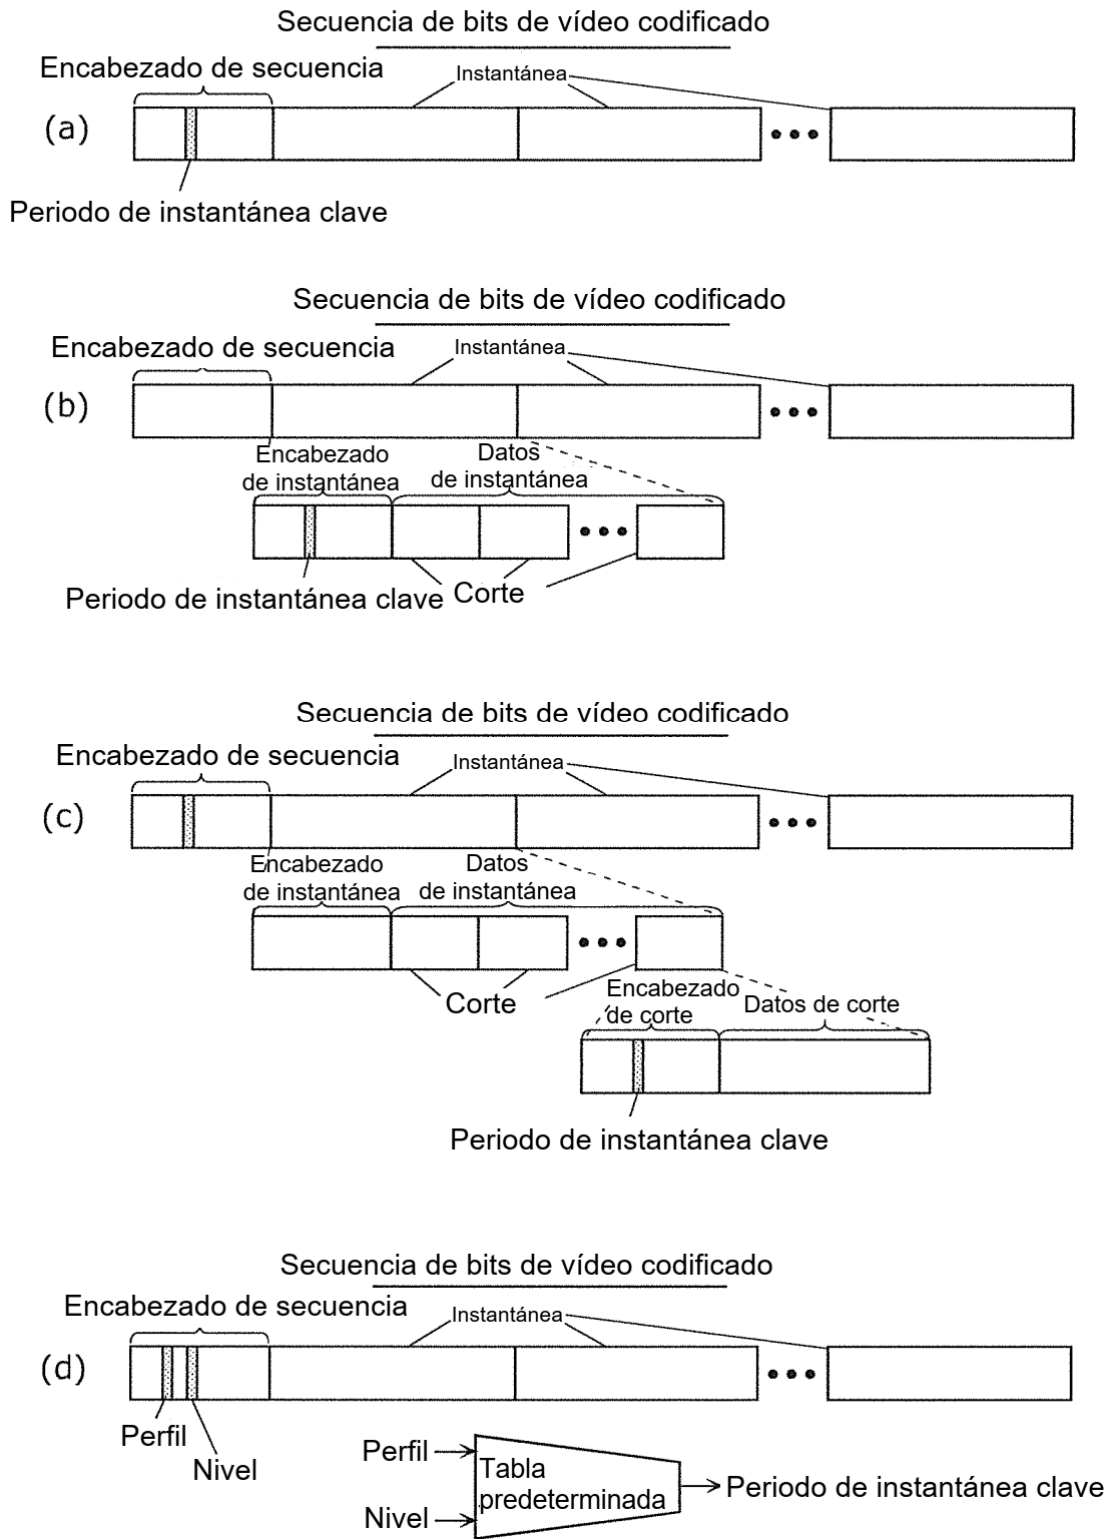 Secuencia de bits de vídeo codificado
Encabezado de secuencia
Instantánea
(a)
Periodo de instantánea clave
Secuencia de bits de vídeo codificado
Encabezado de secuencia
Instantánea
(b)
Encabezado
de instantánea
Datos
de instantánea
Periodo de instantánea clave
Corte
Secuencia de bits de vídeo codificado
Encabezado de secuencia
Instantánea
(c)
Encabezado
de instantánea
Datos
de instantánea
Corte
Encabezado
de corte
Datos de corte
Periodo de instantánea clave
Secuencia de bits de vídeo codificado
Encabezado de secuencia
Instantánea
(d)
Perfil
Nivel
Perfil
Nivel
Tabla
predeterminada
Periodo de instantánea clave